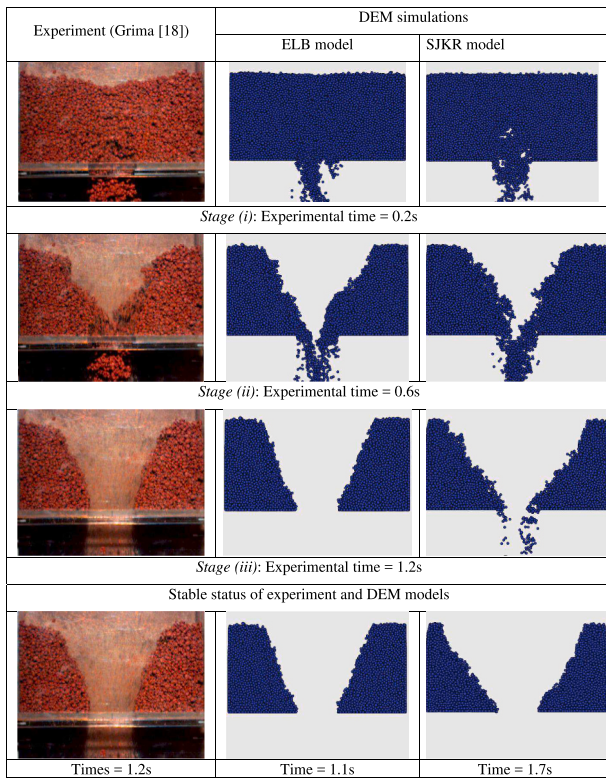 Experiment (Grima [18])
DEM simulations
ELB model
SJKR model
Stage (i): Experimental time = 0.2s
Stage (ii): Experimental time = 0.6s
Stage (iii): Experimental time = 1.2s
Stable status of experiment and DEM models
Times = 1.2s
Time = 1.1s
Time = 1.7s